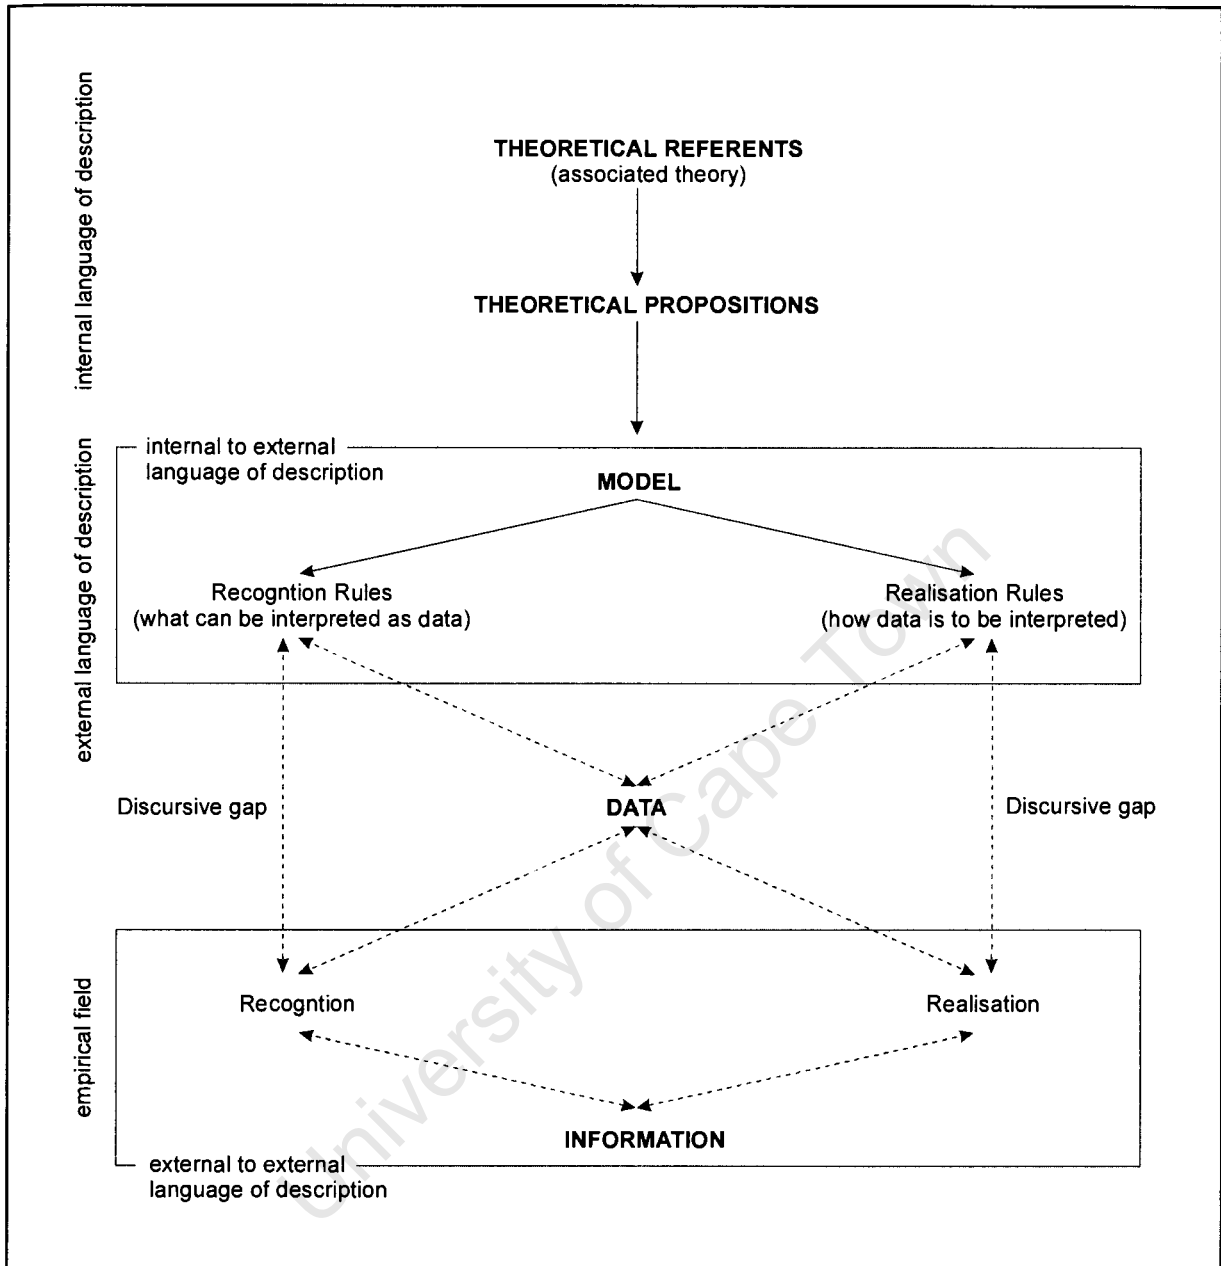 internal language of description
THEORETICAL REFERENTS
(associated theory)
THEORETICAL PROPOSITIONS
external language of description
internal to external
language of description
MODEL
Recogntion Rules
(what can be interpreted as data)
Realisation Rules
(how data is to be interpreted)
Discursive gap
DATA
Discursive gap
empirical field
Recogntion
Realisation
INFORMATION
external to external
language of description
University of Cape Town